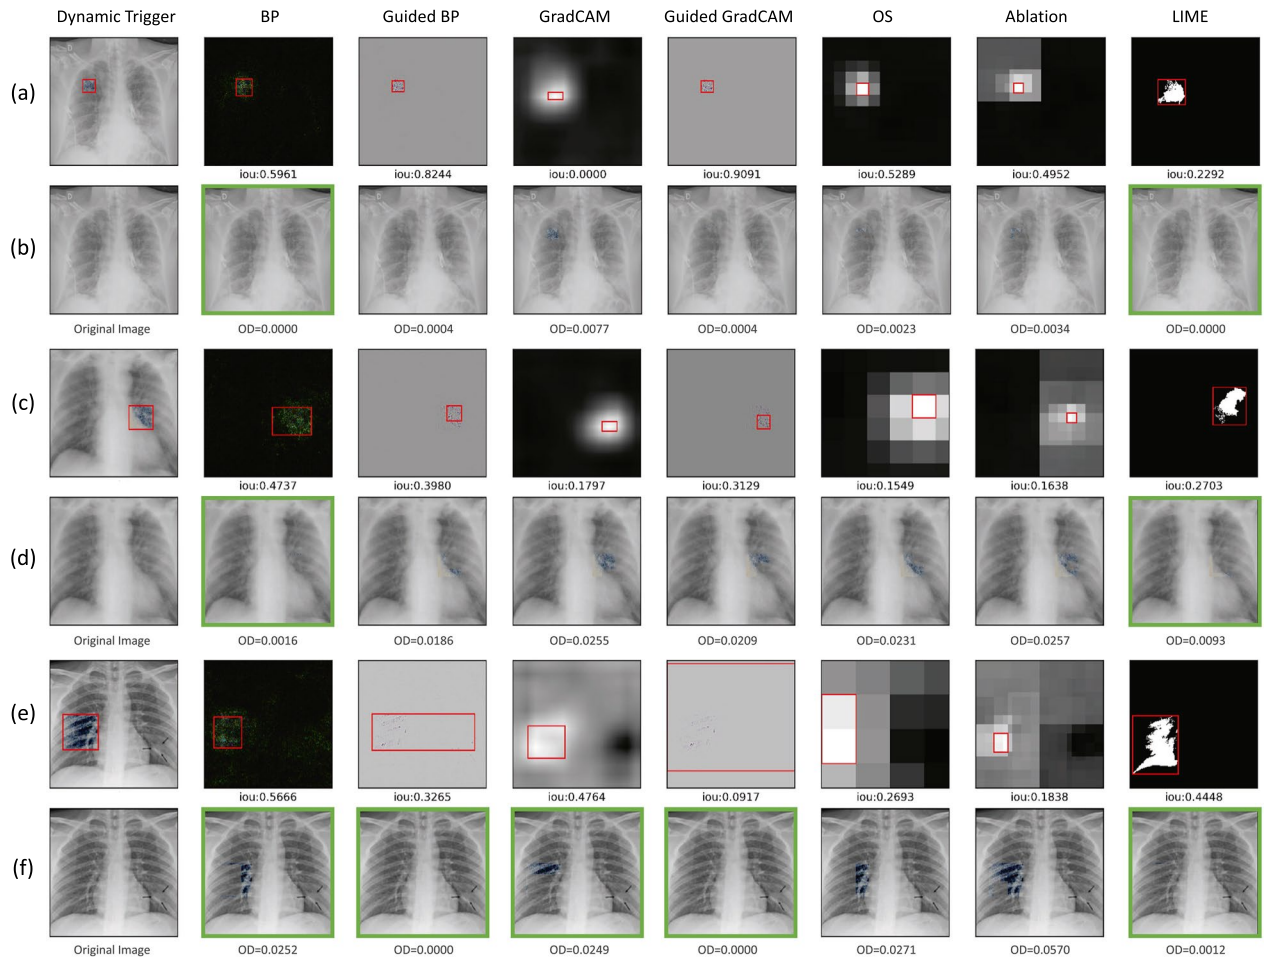 Dynamic Trigger BP Guided BP GradCAM Guided GradCAM OS Ablation LIME
(a)
iou:0.5961 iou:0.8244 iou:0.0000 iou:0.9091 iou:0.5289 iou:0.4952 iou:0.2292
(b)
Original Image OD=0.0000 OD=0.0004 OD=0.0077 OD=0.0004 OD=0.0023 OD=0.0034 OD=0.0000
(c)
iou:0.4737 iou:0.3980 iou:0.1797 iou:0.3129 iou:0.1549 iou:0.1638 iou:0.2703
(d)
Original Image OD=0.0016 OD=0.0186 OD=0.0255 OD=0.0209 OD=0.0231 OD=0.0257 OD=0.0093
(e)
iou:0.5666 iou:0.3265 iou:0.4764 iou:0.0917 iou:0.2693 iou:0.1838 iou:0.4448
(f)
Original Image OD=0.0252 OD=0.0000 OD=0.0249 OD=0.0000 OD=0.0271 OD=0.0570 OD=0.0012